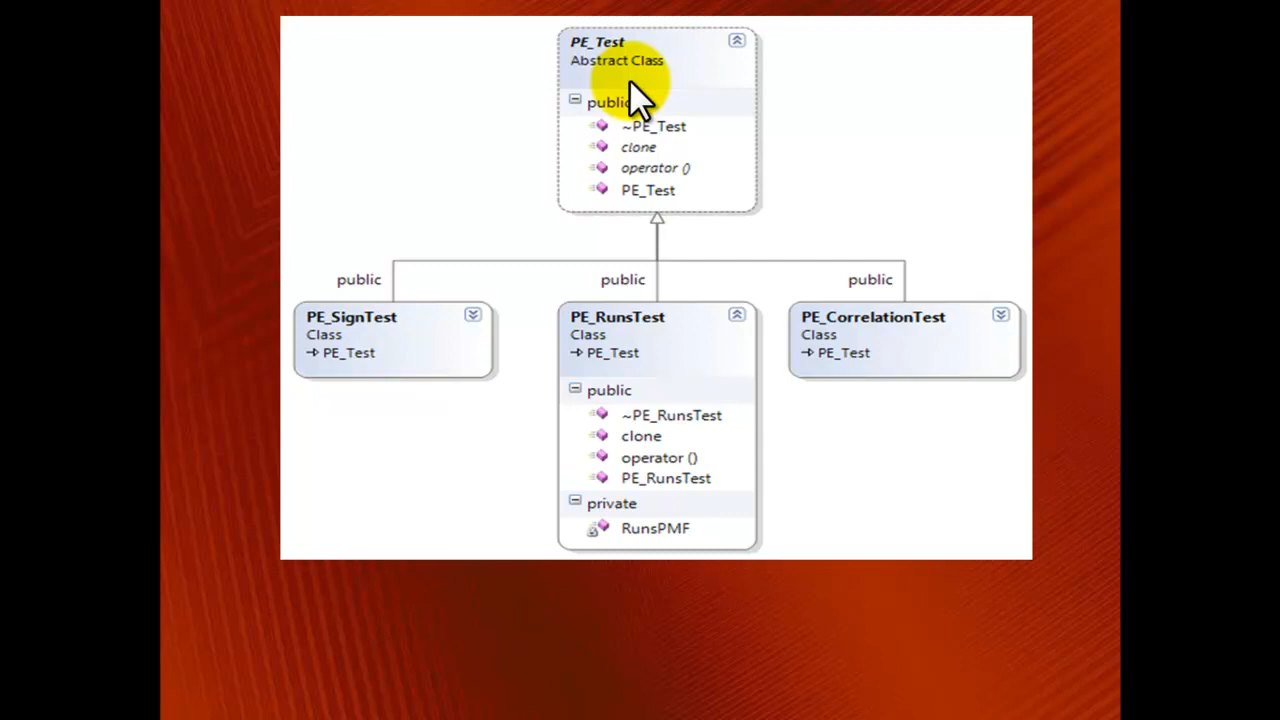 PE_Test
Abstract Class
public
~PE_Test
clone
operator ()
PE_Test
public
public
public
PE_SignTest
Class
PE_Test
PE_RunsTest
Class
PE_Test
public
~PE_RunsTest
clone
operator ()
PE_RunsTest
private
RunsPMF
PE_CorrelationTest
Class
PE_Test